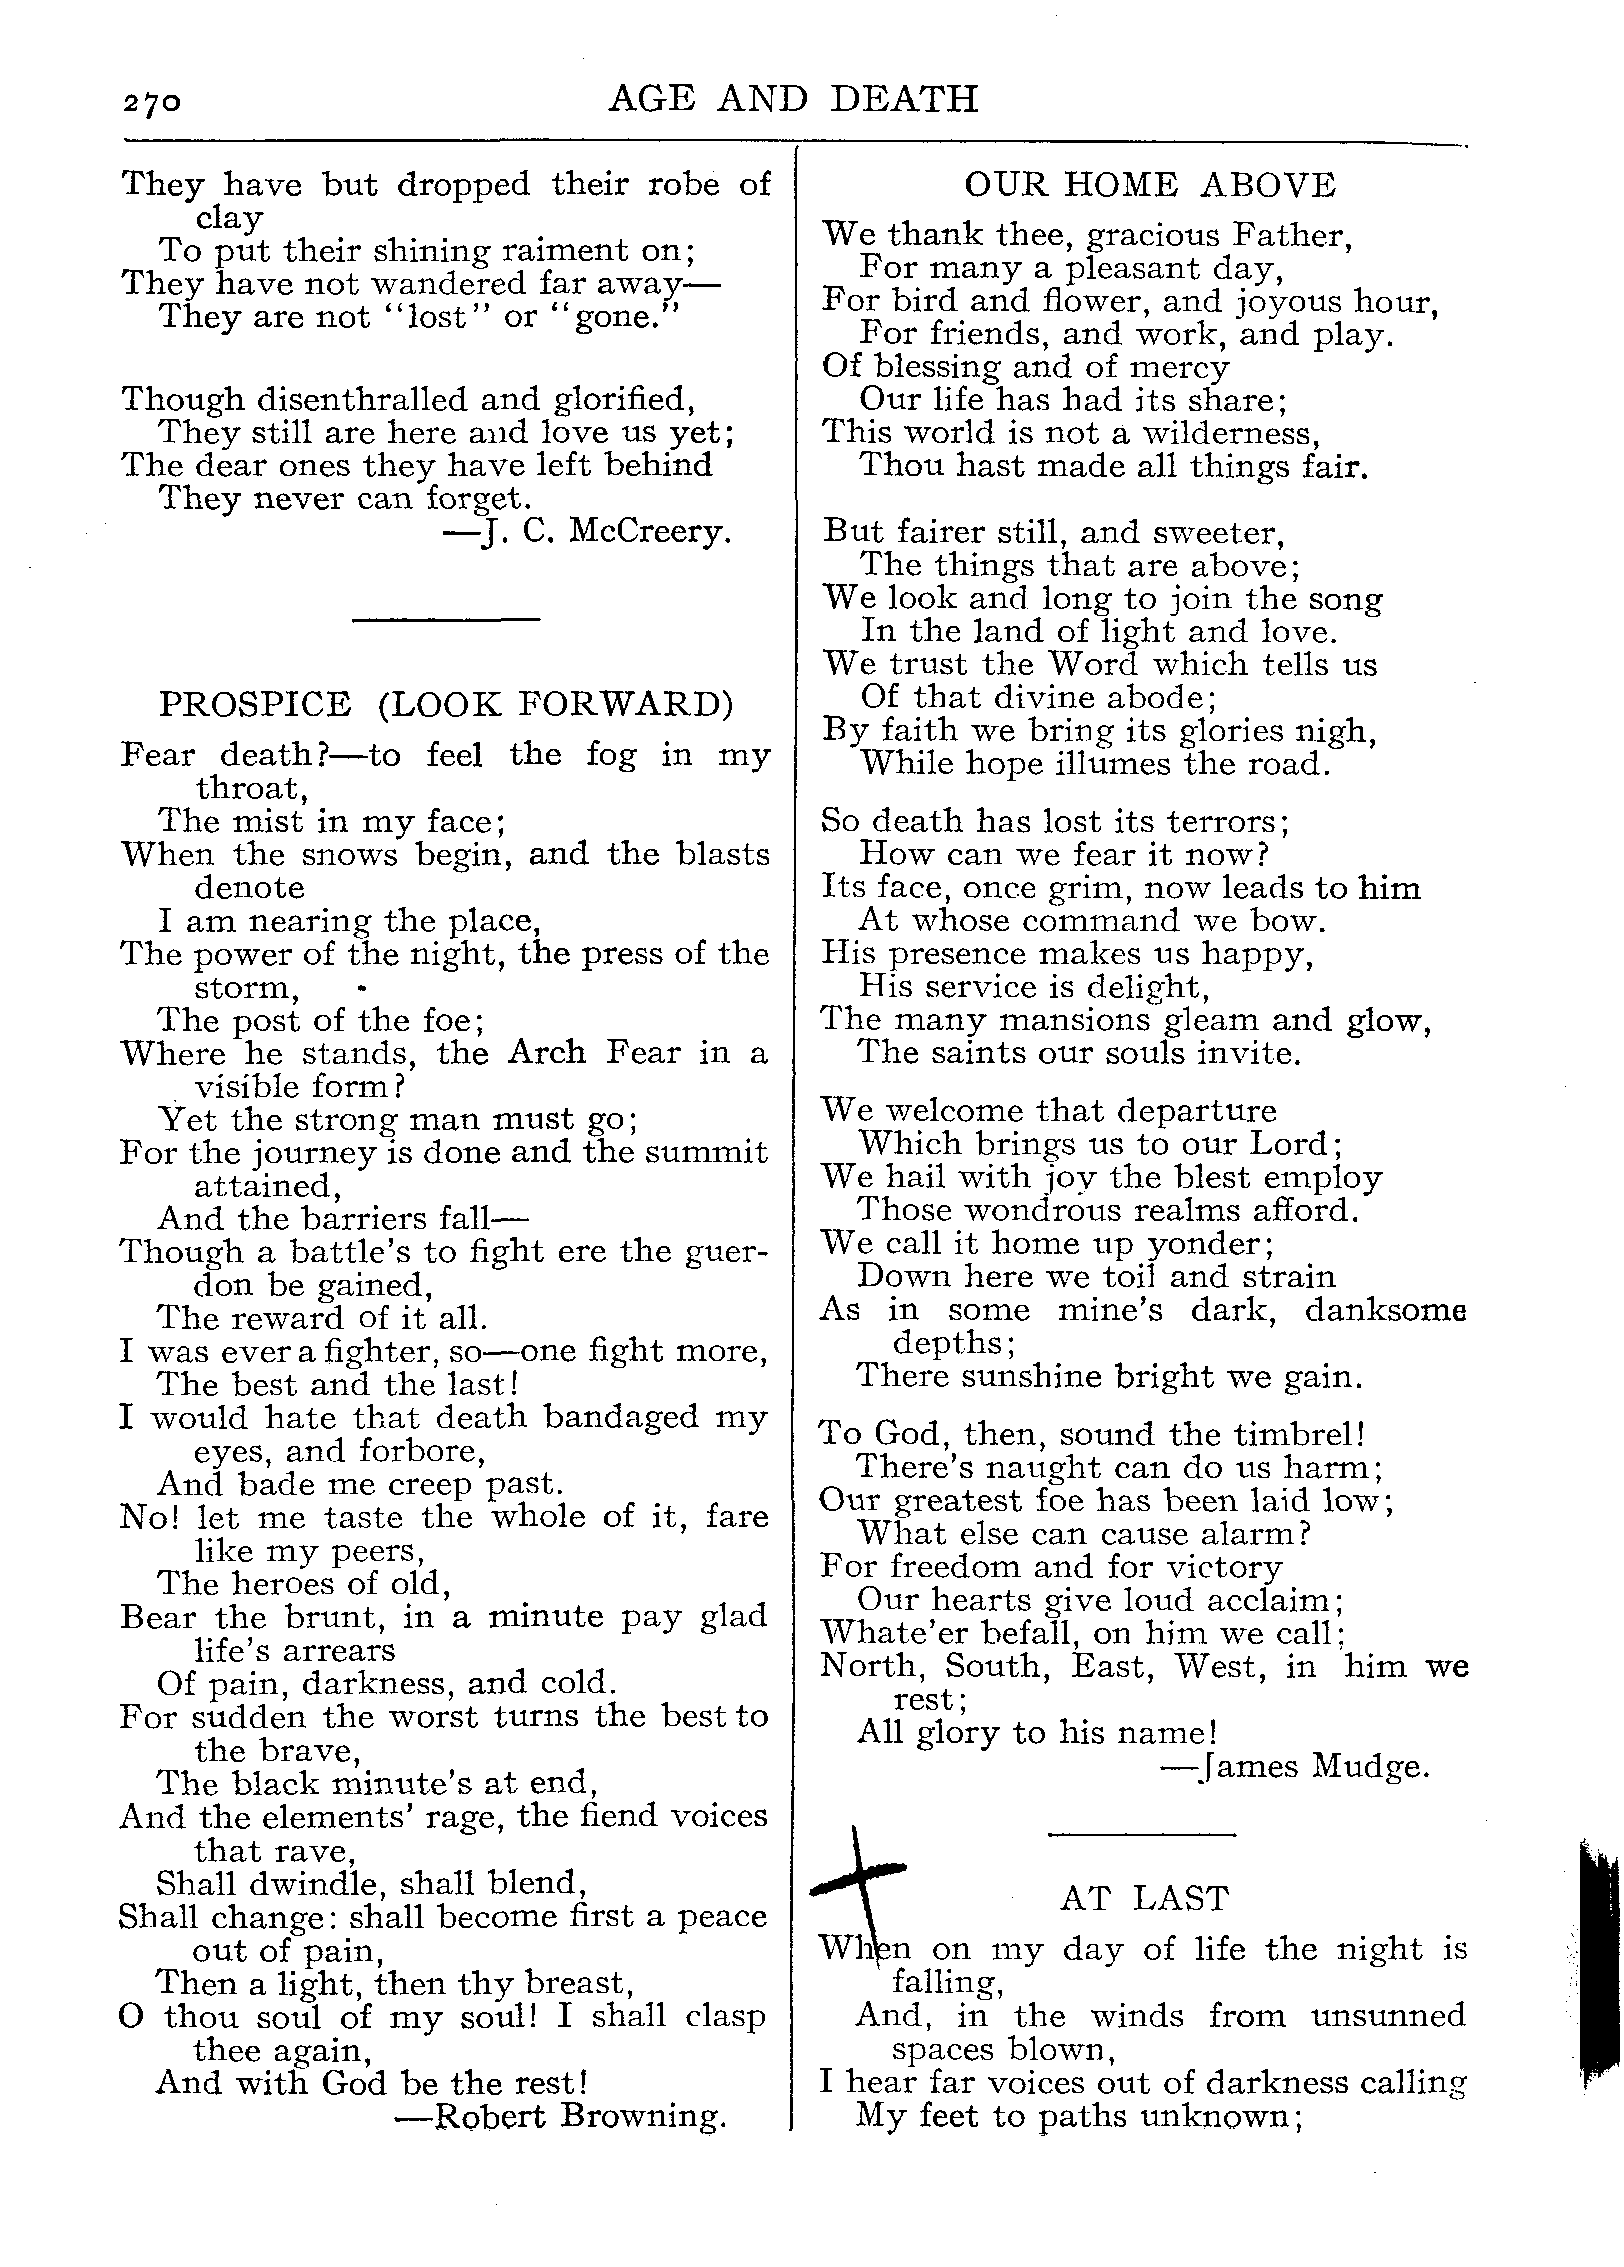 270
AGE AND DEATH
They have but dropped their robe of
clay
To put their shining raiment on;
They have not wandered far away—
They are not "lost" or "gone."
Though disenthralled and glorified,
They still are here and love us yet;
The dear ones they have left behind
They never can forget.
—J. C. McCreery.
PROSPICE (LOOK FORWARD)
Fear death?—to feel the fog in my
throat,
The mist in my face;
When the snows begin, and the blasts
denote
I am nearing the place,
The power of the night, the press of the
storm,
The post of the foe;
Where he stands, the Arch Fear in a
visible form?
Yet the strong man must go;
For the journey is done and the summit
attained,
And the barriers fall—
Though a battle's to fight ere the guer-
don be gained,
The reward of it all.
I was ever a fighter, so—one fight more,
The best and the last!
I would hate that death bandaged my
eyes, and forbore,
And bade me creep past.
No! let me taste the whole of it, fare
like my peers,
The heroes of old,
Bear the brunt, in a minute pay glad
life's arrears
Of pain, darkness, and cold.
For sudden the worst turns the best to
the brave,
The black minute's at end,
And the elements' rage, the fiend voices
that rave,
Shall dwindle, shall blend,
Shall change: shall become first a peace
out of pain,
Then a light, then thy breast,
O thou soul of my soul! I shall clasp
thee again,
And with God be the rest!
—Robert Browning.
OUR HOME ABOVE
We thank thee, gracious Father,
For many a pleasant day,
For bird and flower, and joyous hour,
For friends, and work, and play.
Of blessing and of mercy
Our life has had its share;
This world is not a wilderness,
Thou hast made all things fair.
But fairer still, and sweeter,
The things that are above;
We look and long to join the song
In the land of light and love.
We trust the Word which tells us
Of that divine abode;
By faith we bring its glories nigh,
While hope illumes the road.
So death has lost its terrors;
How can we fear it now?
Its face, once grim, now leads to him
At whose command we bow.
His presence makes us happy,
His service is delight,
The many mansions gleam and glow,
The saints our souls invite.
We welcome that departure
Which brings us to our Lord;
We hail with joy the blest employ
Those wondrous realms afford.
We call it home up yonder;
Down here we toil and strain
As in some mine's dark, danksome
depths;
There sunshine bright we gain.
To God, then, sound the timbrel!
There's naught can do us harm;
Our greatest foe has been laid low;
What else can cause alarm?
For freedom and for victory
Our hearts give loud acclaim;
Whate'er befall, on him we call;
North, South, East, West, in him we
rest;
All glory to his name!
—James Mudge.
AT LAST
When on my day of life the night is
falling,
And, in the winds from unsunned
spaces blown,
I hear far voices out of darkness calling
My feet to paths unknown;